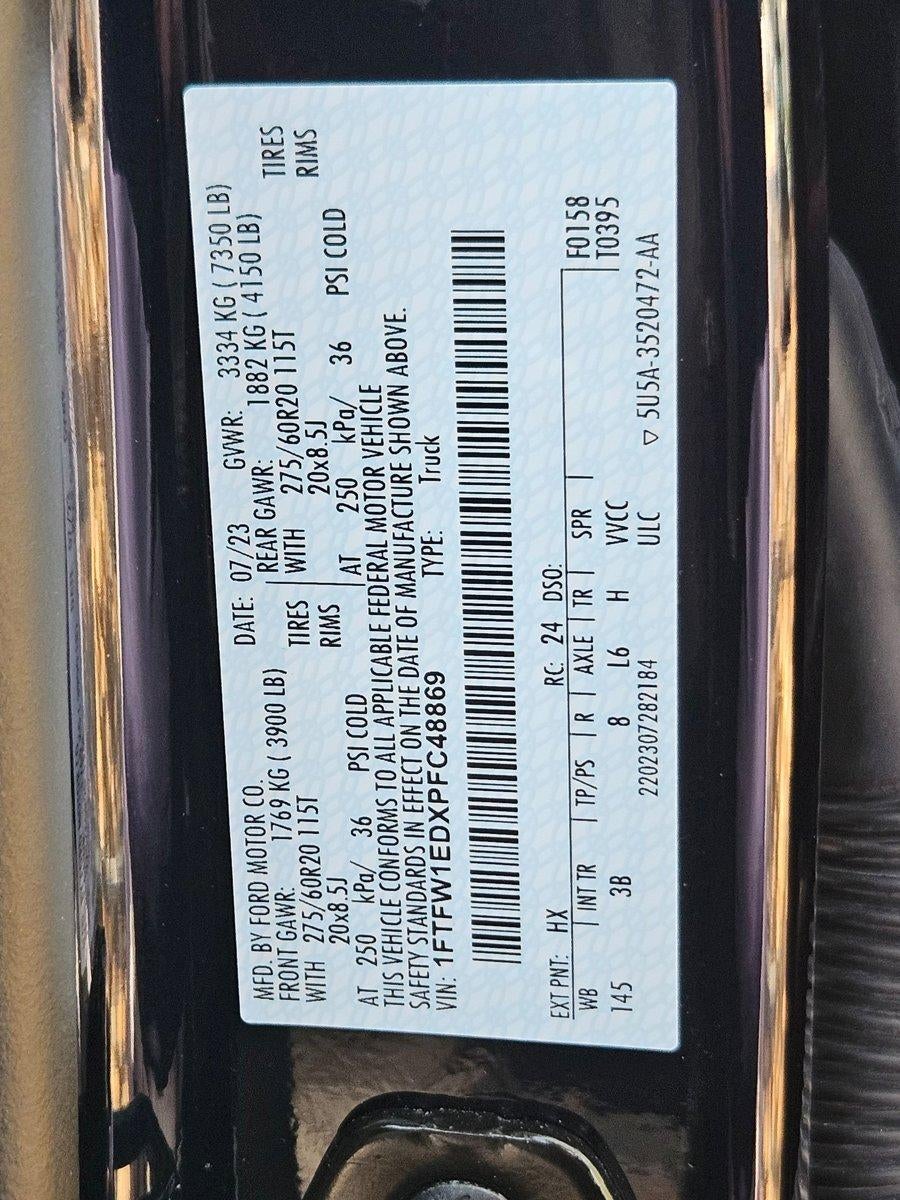 MFD. BY FORD MOTOR CO. DATE: 07/23 GVWR: 3334 KG ( 7350 LB)
FRONT GAWR: 1769 KG ( 3900 LB) REAR GAWR: 1882 KG ( 4150 LB)
WITH 275/60R20 115T TIRES WITH 275/60R20 115T TIRES
20x8.5J RIMS 20x8.5J RIMS
AT 250 kPa/ 36 PSI COLD AT 250 kPa/ 36 PSI COLD
THIS VEHICLE CONFORMS TO ALL APPLICABLE FEDERAL MOTOR VEHICLE
SAFETY STANDARDS IN EFFECT ON THE DATE OF MANUFACTURE SHOWN ABOVE.
VIN: 1FTFW1EDXPFC48869 TYPE: Truck
EXT PNT: HX RC: 24 DSO:
WB | INT TR | TP/PS | R | AXLE | TR | SPR | F0158
145 3B 8 L6 H VVCC T0395
2202307282184 ULC ▽ 5U5A-3520472-AA